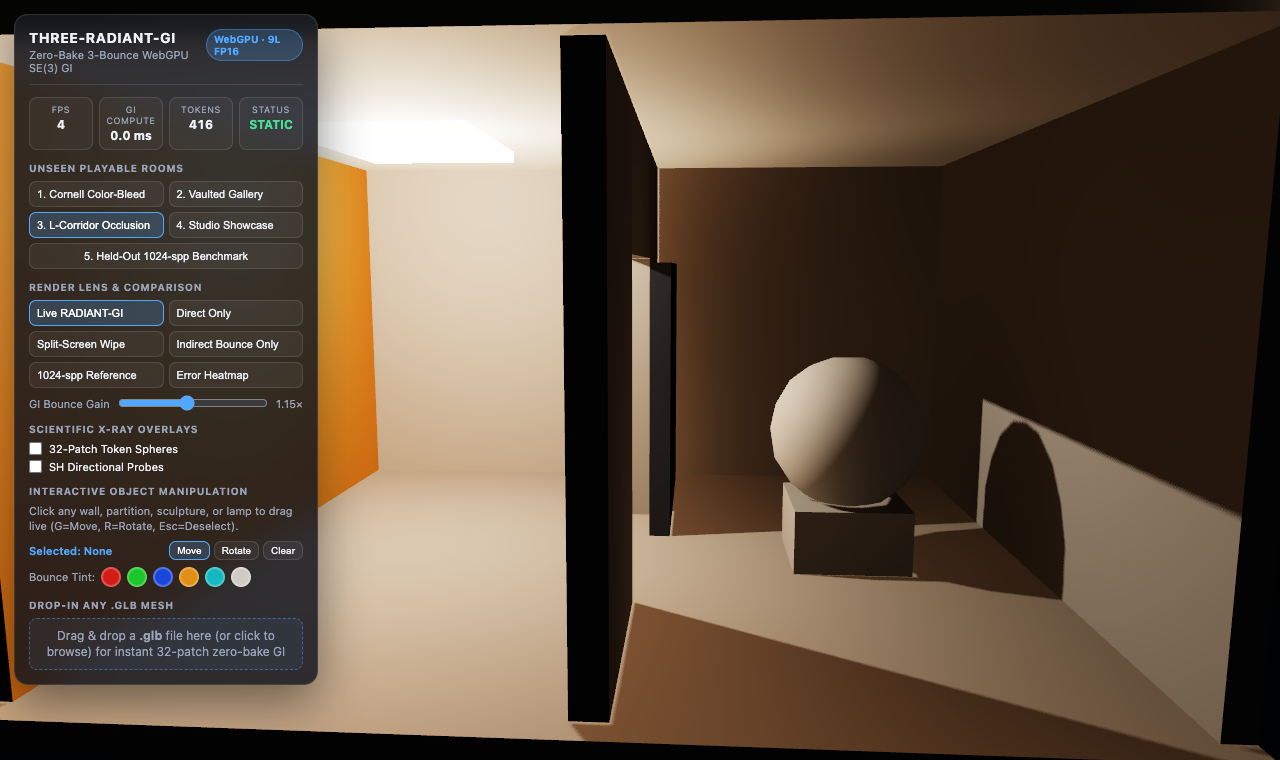 THREE-RADIANT-GI
WebGPU · 9L
FP16
Zero-Bake 3-Bounce WebGPU
SE(3) GI
FPS
4
GI
COMPUTE
0.0 ms
TOKENS
416
STATUS
STATIC
UNSEEN PLAYABLE ROOMS
1. Cornell Color-Bleed
2. Vaulted Gallery
3. L-Corridor Occlusion
4. Studio Showcase
5. Held-Out 1024-spp Benchmark
RENDER LENS & COMPARISON
Live RADIANT-GI
Direct Only
Split-Screen Wipe
Indirect Bounce Only
1024-spp Reference
Error Heatmap
GI Bounce Gain 1.15×
SCIENTIFIC X-RAY OVERLAYS
32-Patch Token Spheres
SH Directional Probes
INTERACTIVE OBJECT MANIPULATION
Click any wall, partition, sculpture, or lamp to drag
live (G=Move, R=Rotate, Esc=Deselect).
Selected: None
Move
Rotate
Clear
Bounce Tint:
DROP-IN ANY .GLB MESH
Drag & drop a .glb file here (or click to
browse) for instant 32-patch zero-bake GI